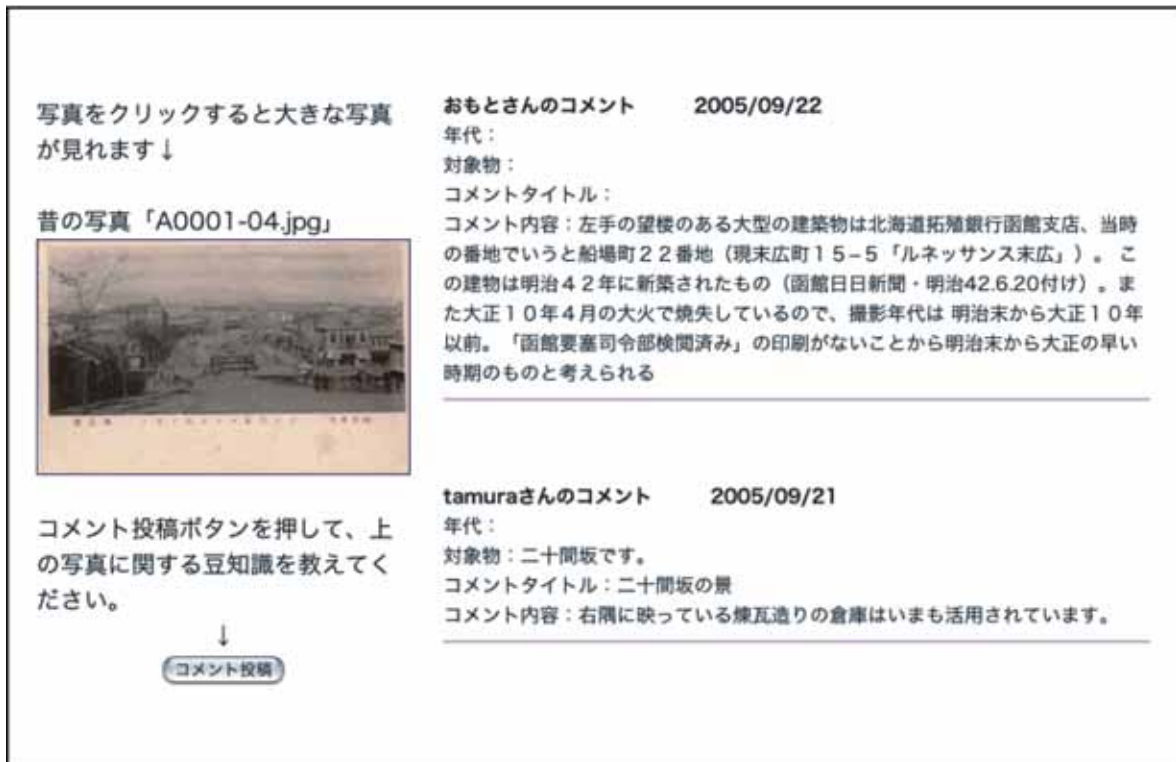 写真をクリックすると大きな写真
が見れます↓
昔の写真「A0001-04.jpg」
コメント投稿ボタンを押して、上
の写真に関する豆知識を教えてく
ださい。
↓
コメント投稿
おもとさんのコメント 2005/09/22
年代：
対象物：
コメントタイトル：
コメント内容：左手の望楼のある大型の建築物は北海道拓殖銀行函館支店、当時
の番地でいうと船場町２２番地（現末広町１５−５「ルネッサンス末広」）。 こ
の建物は明治４２年に新築されたもの（函館日日新聞・明治42.6.20付け）。ま
た大正１０年４月の大火で焼失しているので、撮影年代は 明治末から大正１０年
以前。「函館要塞司令部検閲済み」の印刷がないことから明治末から大正の早い
時期のものと考えられる
tamuraさんのコメント 2005/09/21
年代：
対象物：二十間坂です。
コメントタイトル：二十間坂の景
コメント内容：右隅に映っている煉瓦造りの倉庫はいまも活用されています。